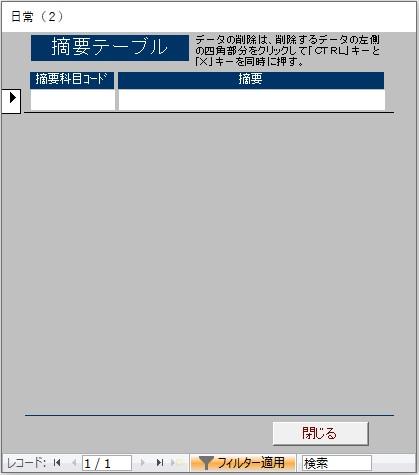 日常（２）
摘要テーブル
データの削除は、削除するデータの左側
の四角部分をクリックして「ＣＴＲＬ」キーと
「Ｘ」キーを同時に押す。
摘要科目ｺｰﾄﾞ 摘要
閉じる
レコード: 1 / 1 フィルター適用 検索